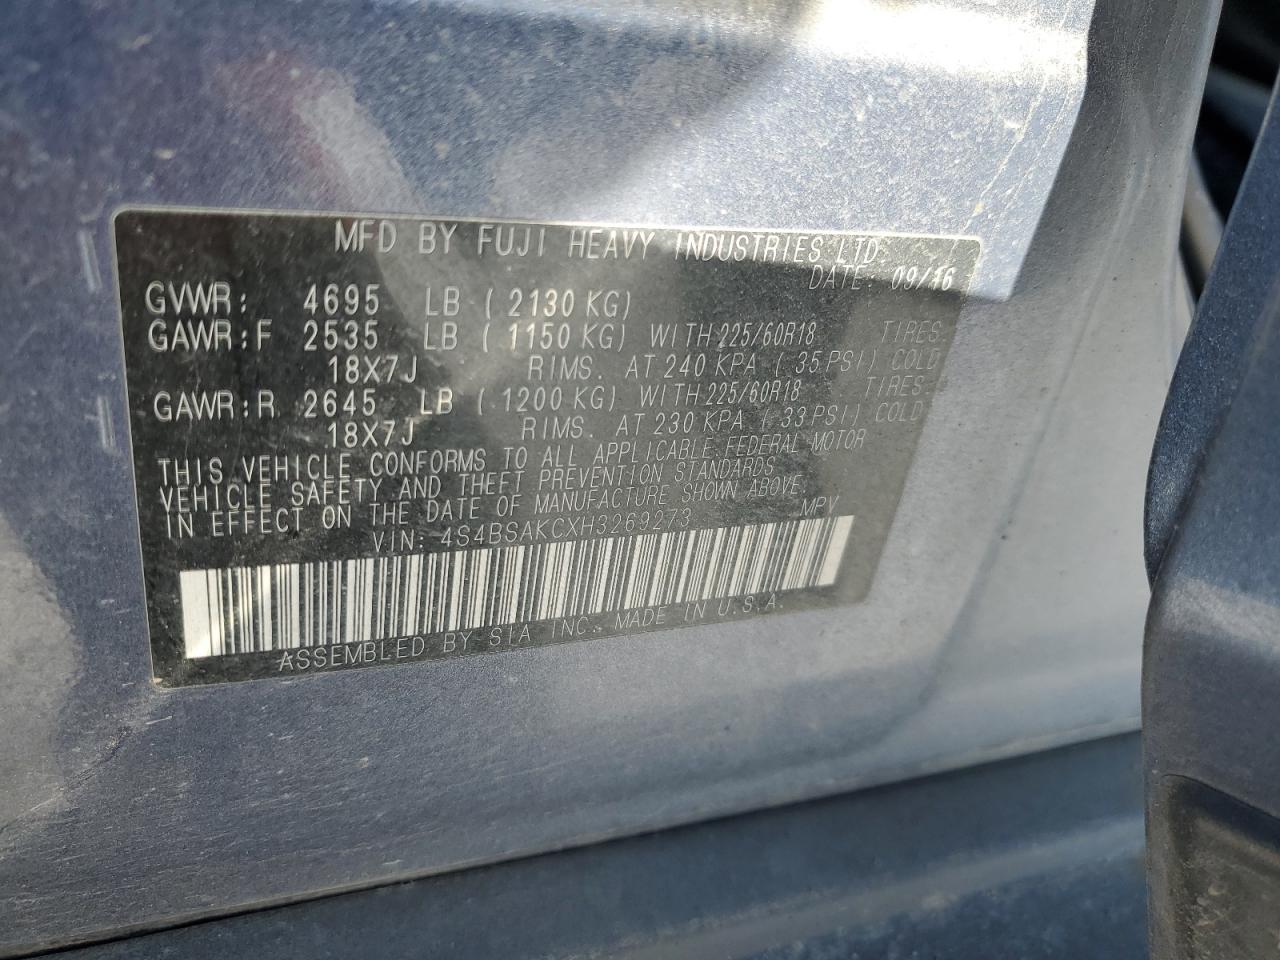 MFD BY FUJI HEAVY INDUSTRIES LTD.
DATE: 09/16
GVWR: 4695 LB ( 2130 KG)
GAWR:F 2535 LB ( 1150 KG) WITH 225/60R18 TIRES.
18X7J RIMS. AT 240 KPA ( 35 PSI) COLD
GAWR:R 2645 LB ( 1200 KG) WITH 225/60R18 TIRES.
18X7J RIMS. AT 230 KPA ( 33 PSI) COLD
THIS VEHICLE CONFORMS TO ALL APPLICABLE FEDERAL MOTOR
VEHICLE SAFETY AND THEFT PREVENTION STANDARDS
IN EFFECT ON THE DATE OF MANUFACTURE SHOWN ABOVE
VIN: 4S4BSAKCXH3269273 MPV
ASSEMBLED BY SIA INC. MADE IN U.S.A.